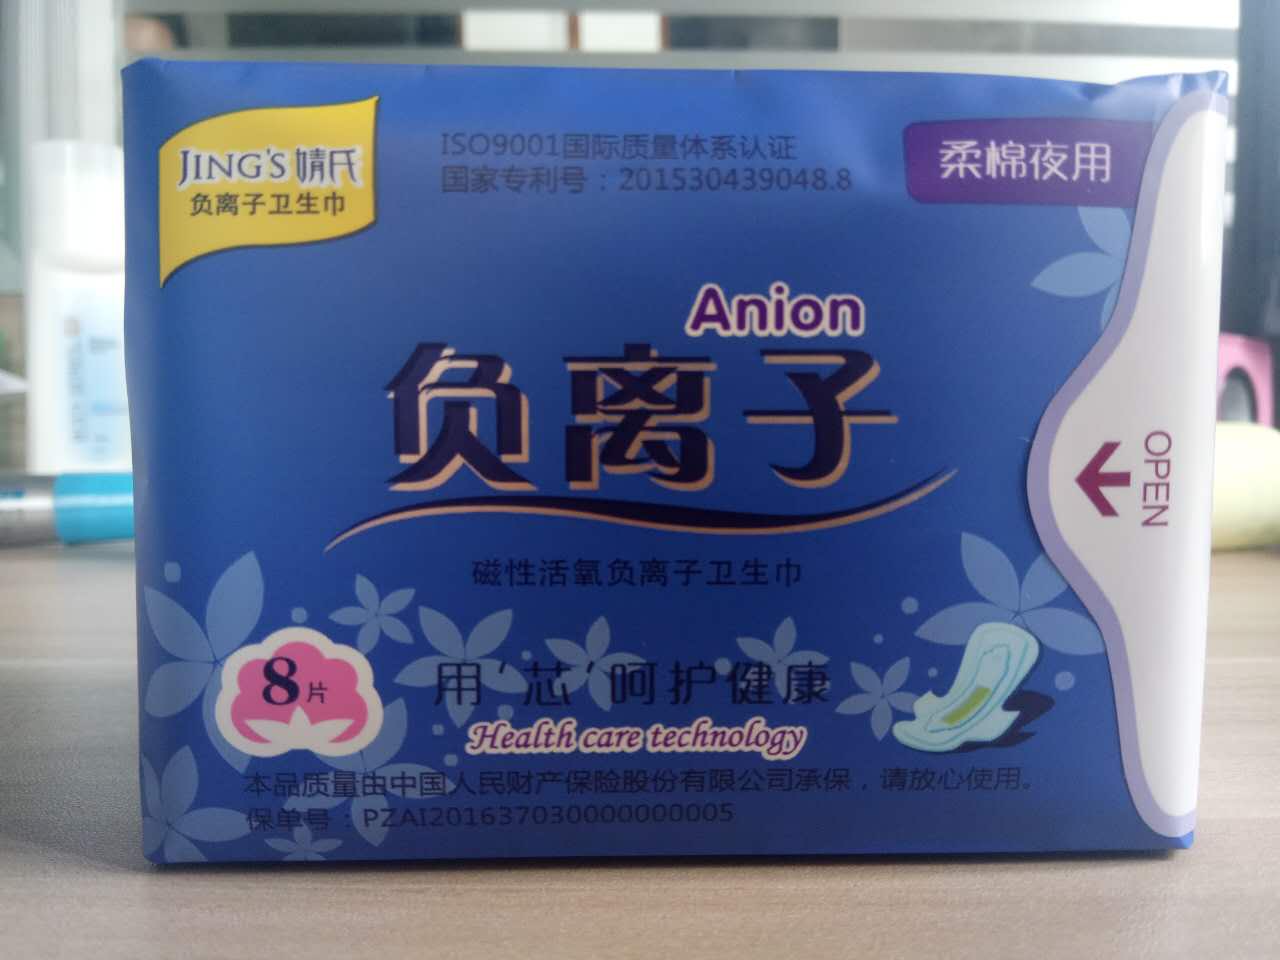 JING'S 婧氏
负离子卫生巾
ISO9001国际质量体系认证
国家专利号：201530439048.8
柔棉夜用
Anion
负离子
OPEN
磁性活氧负离子卫生巾
8片
用‘芯’呵护健康
Health care technology
本品质量由中国人民财产保险股份有限公司承保，请放心使用。
保单号：PZAI201637030000000005